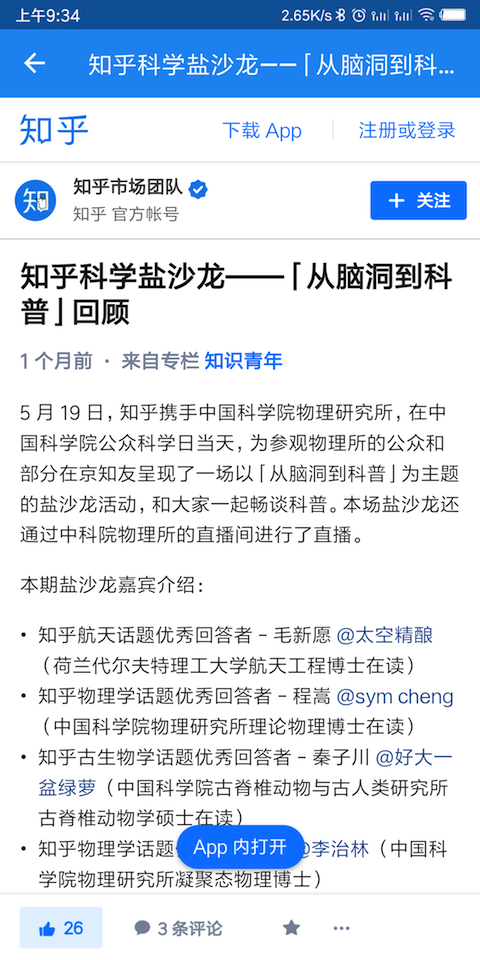 上午9:34
2.65K/s
知乎科学盐沙龙——「从脑洞到科...
知乎
下载 App
注册或登录
知
知乎市场团队
知乎 官方帐号
+ 关注
知乎科学盐沙龙——「从脑洞到科
普」回顾
1 个月前 · 来自专栏 知识青年
5 月 19 日，知乎携手中国科学院物理研究所，在中
国科学院公众科学日当天，为参观物理所的公众和
部分在京知友呈现了一场以「从脑洞到科普」为主题
的盐沙龙活动，和大家一起畅谈科普。本场盐沙龙还
通过中科院物理所的直播间进行了直播。
本期盐沙龙嘉宾介绍：
• 知乎航天话题优秀回答者 - 毛新愿 @太空精酿
（荷兰代尔夫特理工大学航天工程博士在读）
• 知乎物理学话题优秀回答者 - 程嵩 @sym cheng
（中国科学院物理研究所理论物理博士在读）
• 知乎古生物学话题优秀回答者 - 秦子川 @好大一
盆绿萝（中国科学院古脊椎动物与古人类研究所
古脊椎动物学硕士在读）
• 知乎物理学话题 @李治林（中国科
App 内打开
学院物理研究所凝聚态物理博士）
26
3 条评论